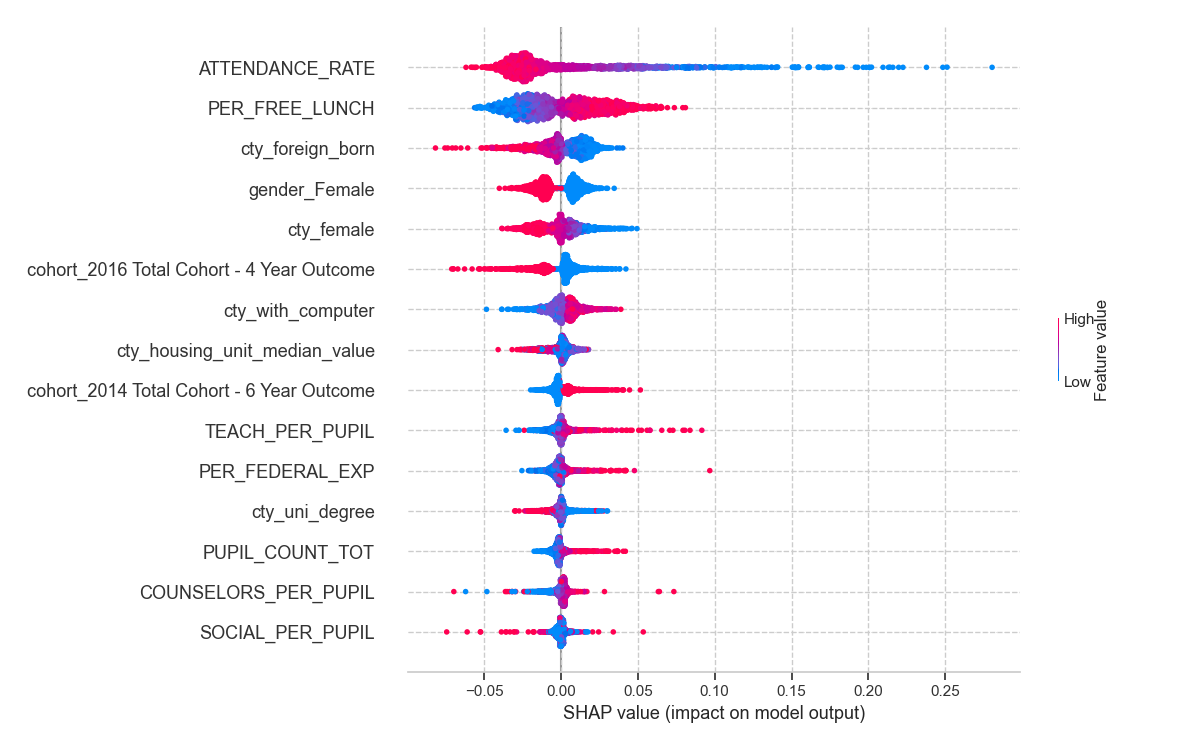 ATTENDANCE_RATE
PER_FREE_LUNCH
cty_foreign_born
gender_Female
cty_female
cohort_2016 Total Cohort - 4 Year Outcome
cty_with_computer
cty_housing_unit_median_value
cohort_2014 Total Cohort - 6 Year Outcome
TEACH_PER_PUPIL
PER_FEDERAL_EXP
cty_uni_degree
PUPIL_COUNT_TOT
COUNSELORS_PER_PUPIL
SOCIAL_PER_PUPIL
−0.05 0.00 0.05 0.10 0.15 0.20 0.25
SHAP value (impact on model output)
High
Low
Feature value